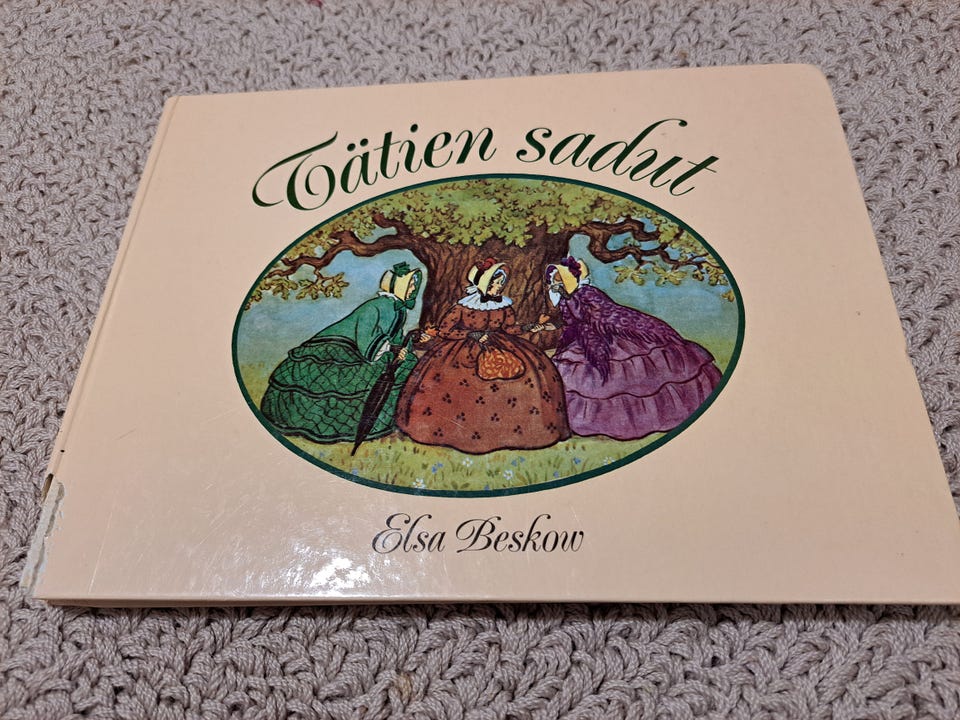 Tätien sadut
Elsa Beskow